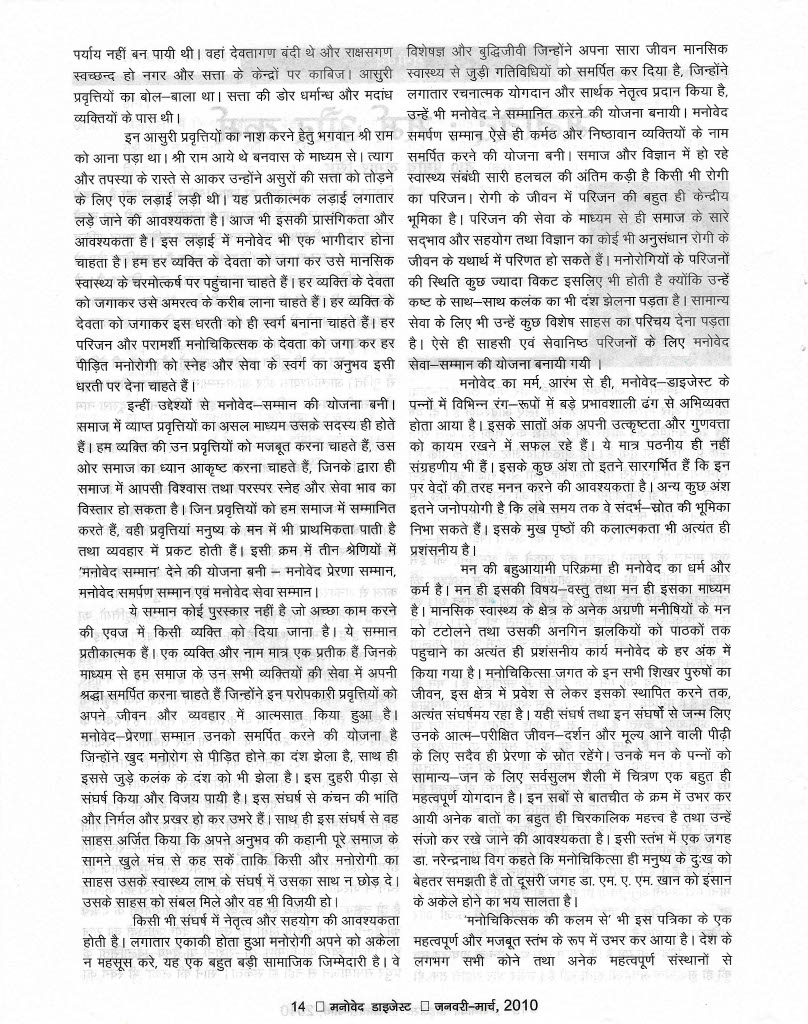 पर्याय नहीं बन पायी थी। वहां देवतागण बंदी थे और राक्षसगण
स्वच्छन्द हो नगर और सत्ता के केन्द्रों पर काबिज। आसुरी
प्रवृत्तियों का बोल–बाला था। सत्ता की डोर धर्मान्ध और मदांध
व्यक्तियों के पास थी।
इन आसुरी प्रवृत्तियों का नाश करने हेतु भगवान श्री राम
को आना पड़ा था। श्री राम आये थे बनवास के माध्यम से। त्याग
और तपस्या के रास्ते से आकर उन्होंने असुरों की सत्ता को तोड़ने
के लिए एक लड़ाई लड़ी थी। यह प्रतीकात्मक लड़ाई लगातार
लड़े जाने की आवश्यकता है। आज भी इसकी प्रासंगिकता और
आवश्यकता है। इस लड़ाई में मनोवेद भी एक भागीदार होना
चाहता है। हम हर व्यक्ति के देवता को जगा कर उसे मानसिक
स्वास्थ्य के चरमोत्कर्ष पर पहुंचाना चाहते हैं। हर व्यक्ति के देवता
को जगाकर उसे अमरत्व के करीब लाना चाहते हैं। हर व्यक्ति के
देवता को जगाकर इस धरती को ही स्वर्ग बनाना चाहते हैं। हर
परिजन और परामर्शी मनोचिकित्सक के देवता को जगा कर हर
पीड़ित मनोरोगी को स्नेह और सेवा के स्वर्ग का अनुभव इसी
धरती पर देना चाहते हैं।
इन्हीं उद्देश्यों से मनोवेद–सम्मान की योजना बनी।
समाज में व्याप्त प्रवृत्तियों का असल माध्यम उसके सदस्य ही होते
हैं। हम व्यक्ति की उन प्रवृत्तियों को मजबूत करना चाहते हैं, उस
ओर समाज का ध्यान आकृष्ट करना चाहते हैं, जिनके द्वारा ही
समाज में आपसी विश्वास तथा परस्पर स्नेह और सेवा भाव का
विस्तार हो सकता है। जिन प्रवृत्तियों को हम समाज में सम्मानित
करते हैं, वही प्रवृत्तियां मनुष्य के मन में भी प्राथमिकता पाती है
तथा व्यवहार में प्रकट होती हैं। इसी क्रम में तीन श्रेणियों में
'मनोवेद सम्मान' देने की योजना बनी – मनोवेद प्रेरणा सम्मान,
मनोवेद समर्पण सम्मान एवं मनोवेद सेवा सम्मान।
ये सम्मान कोई पुरस्कार नहीं है जो अच्छा काम करने
की एवज में किसी व्यक्ति को दिया जाना है। ये सम्मान
प्रतीकात्मक हैं। एक व्यक्ति और नाम मात्र एक प्रतीक हैं जिनके
माध्यम से हम समाज के उन सभी व्यक्तियों की सेवा में अपनी
श्रद्धा समर्पित करना चाहते हैं जिन्होंने इन परोपकारी प्रवृत्तियों को
अपने जीवन और व्यवहार में आत्मसात किया हुआ है।
मनोवेद–प्रेरणा सम्मान उनको समर्पित करने की योजना है
जिन्होंने खुद मनोरोग से पीड़ित होने का दंश झेला है, साथ ही
इससे जुड़े कलंक के दंश को भी झेला है। इस दुहरी पीड़ा से
संघर्ष किया और विजय पायी है। इस संघर्ष से कंचन की भांति
और निर्मल और प्रखर हो कर उभरे हैं। साथ ही इस संघर्ष से वह
साहस अर्जित किया कि अपने अनुभव की कहानी पूरे समाज के
सामने खुले मंच से कह सकें ताकि किसी और मनोरोगी का
साहस उसके स्वास्थ्य लाभ के संघर्ष में उसका साथ न छोड़ दे।
उसके साहस को संबल मिले और वह भी विजयी हो।
किसी भी संघर्ष में नेतृत्व और सहयोग की आवश्यकता
होती है। लगातार एकाकी होता हुआ मनोरोगी अपने को अकेला
न महसूस करे, यह एक बहुत बड़ी सामाजिक जिम्मेदारी है। वे
विशेषज्ञ और बुद्धिजीवी जिन्होंने अपना सारा जीवन मानसिक
स्वास्थ्य से जुड़ी गतिविधियों को समर्पित कर दिया है, जिन्होंने
लगातार रचनात्मक योगदान और सार्थक नेतृत्व प्रदान किया है,
उन्हें भी मनोवेद ने सम्मानित करने की योजना बनायी। मनोवेद
समर्पण सम्मान ऐसे ही कर्मठ और निष्ठावान व्यक्तियों के नाम
समर्पित करने की योजना बनी। समाज और विज्ञान में हो रहे
स्वास्थ्य संबंधी सारी हलचल की अंतिम कड़ी है किसी भी रोगी
का परिजन। रोगी के जीवन में परिजन की बहुत ही केन्द्रीय
भूमिका है। परिजन की सेवा के माध्यम से ही समाज के सारे
सद्भाव और सहयोग तथा विज्ञान का कोई भी अनुसंधान रोगी के
जीवन के यथार्थ में परिणत हो सकते हैं। मनोरोगियों के परिजनों
की स्थिति कुछ ज्यादा विकट इसलिए भी होती है क्योंकि उन्हें
कष्ट के साथ–साथ कलंक का भी दंश झेलना पड़ता है। सामान्य
सेवा के लिए भी उन्हें कुछ विशेष साहस का परिचय देना पड़ता
है। ऐसे ही साहसी एवं सेवानिष्ठ परिजनों के लिए मनोवेद
सेवा–सम्मान की योजना बनायी गयी ।
मनोवेद का मर्म, आरंभ से ही, मनोवेद–डाइजेस्ट के
पन्नों में विभिन्न रंग–रूपों में बड़े प्रभावशाली ढंग से अभिव्यक्त
होता आया है। इसके सातों अंक अपनी उत्कृष्टता और गुणवत्ता
को कायम रखने में सफल रहे हैं। ये मात्र पठनीय ही नहीं
संग्रहणीय भी हैं। इसके कुछ अंश तो इतने सारगर्भित हैं कि इन
पर वेदों की तरह मनन करने की आवश्यकता है। अन्य कुछ अंश
इतने जनोपयोगी है कि लंबे समय तक वे संदर्भ–स्रोत की भूमिका
निभा सकते हैं। इसके मुख पृष्ठों की कलात्मकता भी अत्यंत ही
प्रशंसनीय है।
मन की बहुआयामी परिक्रमा ही मनोवेद का धर्म और
कर्म है। मन ही इसकी विषय–वस्तु तथा मन ही इसका माध्यम
है। मानसिक स्वास्थ्य के क्षेत्र के अनेक अग्रणी मनीषियों के मन
को टटोलने तथा उसकी अनगिन झलकियों को पाठकों तक
पहुचाने का अत्यंत ही प्रशंसनीय कार्य मनोवेद के हर अंक में
किया गया है। मनोचिकित्सा जगत के इन सभी शिखर पुरुषों का
जीवन, इस क्षेत्र में प्रवेश से लेकर इसको स्थापित करने तक,
अत्यंत संघर्षमय रहा है। यही संघर्ष तथा इन संघर्षों से जन्म लिए
उनके आत्म–परीक्षित जीवन–दर्शन और मूल्य आने वाली पीढ़ी
के लिए सदैव ही प्रेरणा के स्रोत रहेंगे। उनके मन के पन्नों को
सामान्य–जन के लिए सर्वसुलभ शैली में चित्रण एक बहुत ही
महत्वपूर्ण योगदान है। इन सबों से बातचीत के क्रम में उभर कर
आयी अनेक बातों का बहुत ही चिरकालिक महत्त्व है तथा उन्हें
संजो कर रखे जाने की आवश्यकता है। इसी स्तंभ में एक जगह
डा. नरेन्द्रनाथ विग कहते कि मनोचिकित्सा ही मनुष्य के दुःख को
बेहतर समझती है तो दूसरी जगह डा. एम. ए. एम. खान को इंसान
के अकेले होने का भय सालता है।
'मनोचिकित्सक की कलम से' भी इस पत्रिका के एक
महत्वपूर्ण और मजबूत स्तंभ के रूप में उभर कर आया है। देश के
लगभग सभी कोने तथा अनेक महत्वपूर्ण संस्थानों से
14 □ मनोवेद डाइजेस्ट □ जनवरी–मार्च, 2010